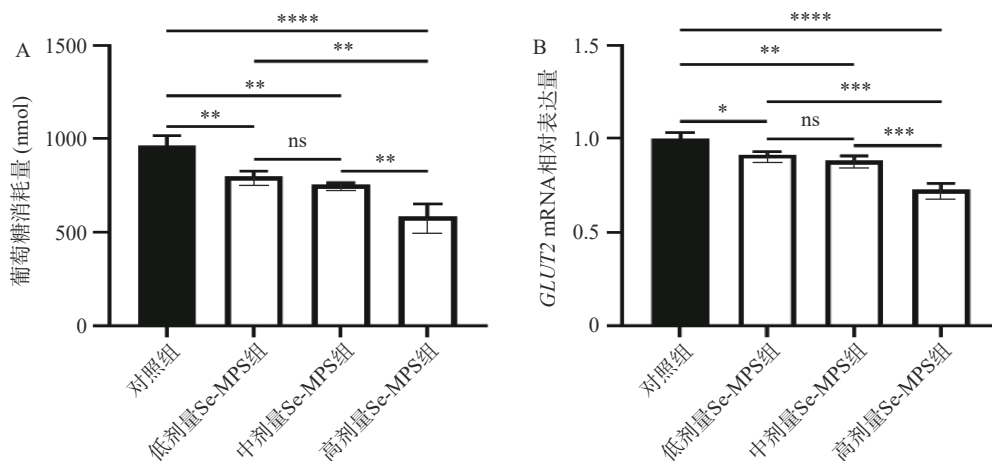 A
葡萄糖消耗量 (nmol)
1500
1000
500
0
****
**
**
**
ns
**
对照组
低剂量Se-MPS组
中剂量Se-MPS组
高剂量Se-MPS组
B
GLUT2 mRNA相对表达量
1.5
1.0
0.5
0
****
**
***
*
ns
***
对照组
低剂量Se-MPS组
中剂量Se-MPS组
高剂量Se-MPS组